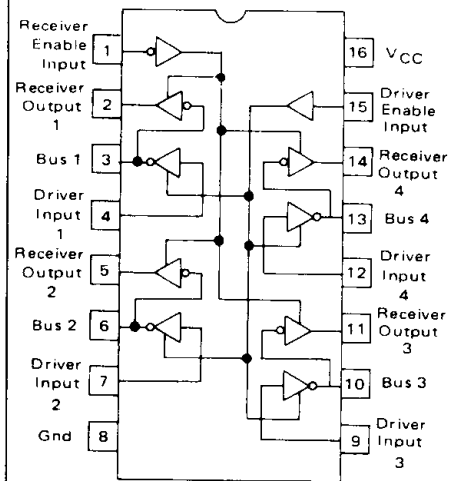 Receiver
Enable
Input
1
Receiver
Output
1
2
Bus 1
3
Driver
Input
1
4
Receiver
Output
2
5
Bus 2
6
Driver
Input
2
7
Gnd
8
16
VCC
15
Driver
Enable
Input
14
Receiver
Output
4
13
Bus 4
12
Driver
Input
4
11
Receiver
Output
3
10
Bus 3
9
Driver
Input
3